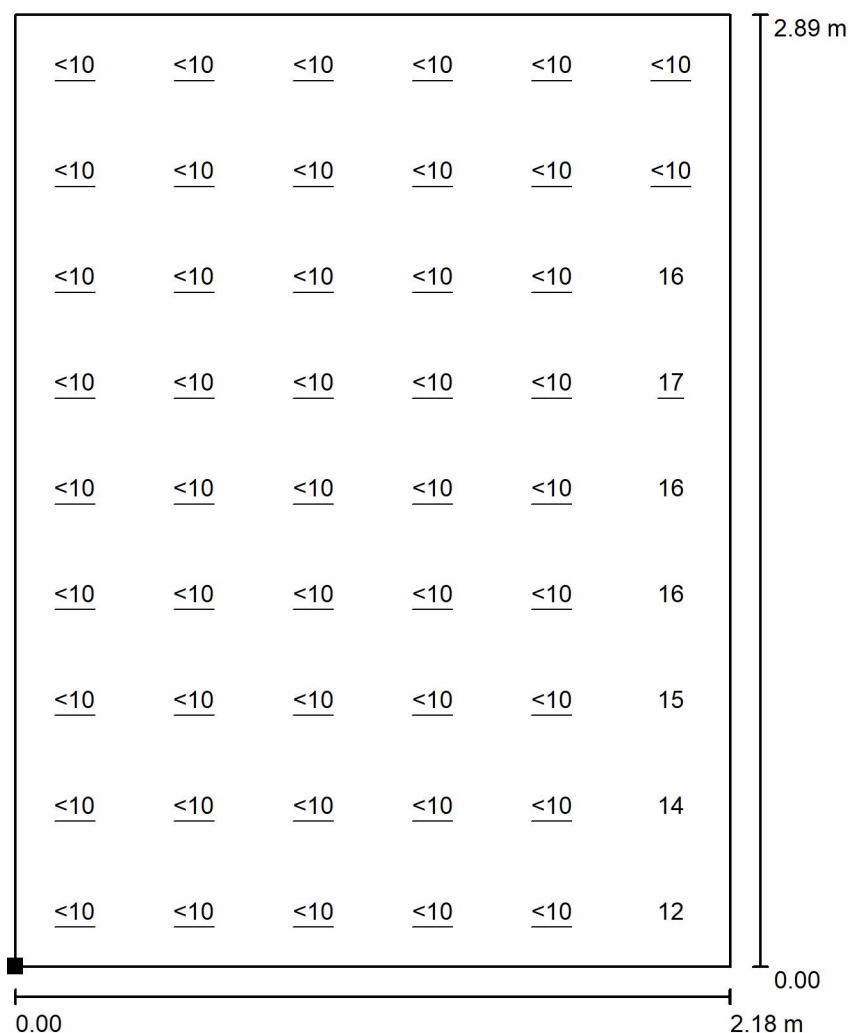 2.89 m
<10 <10 <10 <10 <10 <10
<10 <10 <10 <10 <10 <10
<10 <10 <10 <10 <10 16
<10 <10 <10 <10 <10 17
<10 <10 <10 <10 <10 16
<10 <10 <10 <10 <10 16
<10 <10 <10 <10 <10 15
<10 <10 <10 <10 <10 14
<10 <10 <10 <10 <10 12
0.00
0.00 2.18 m